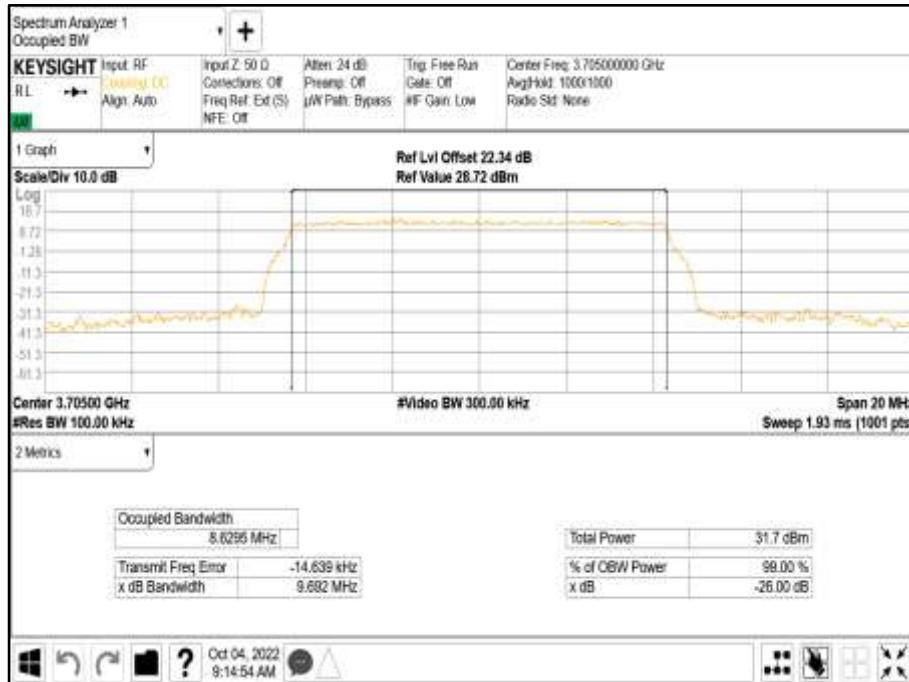 Spectrum Analyzer 1
Occupied BW
+
KEYSIGHT
RL
Input: RF
Coupling: DC
Align: Auto
Input Z: 50 Ω
Corrections: Off
Freq Ref: Ext (S)
NFE: Off
Atten: 24 dB
Preamp: Off
µW Path: Bypass
Trig: Free Run
Gate: Off
#IF Gain: Low
Center Freq: 3.705000000 GHz
Avg|Hold: 1000/1000
Radio Std: None
1 Graph
Scale/Div 10.0 dB
Ref Lvl Offset 22.34 dB
Ref Value 28.72 dBm
Log
18.7
8.72
-1.28
-11.3
-21.3
-31.3
-41.3
-51.3
-61.3
Center 3.70500 GHz
#Video BW 300.00 kHz
Span 20 MHz
#Res BW 100.00 kHz
Sweep 1.93 ms (1001 pts
2 Metrics
Occupied Bandwidth
8.6295 MHz
Total Power 31.7 dBm
Transmit Freq Error -14.639 kHz
% of OBW Power 99.00 %
x dB Bandwidth 9.692 MHz
x dB -26.00 dB
?
Oct 04, 2022
9:14:54 AM